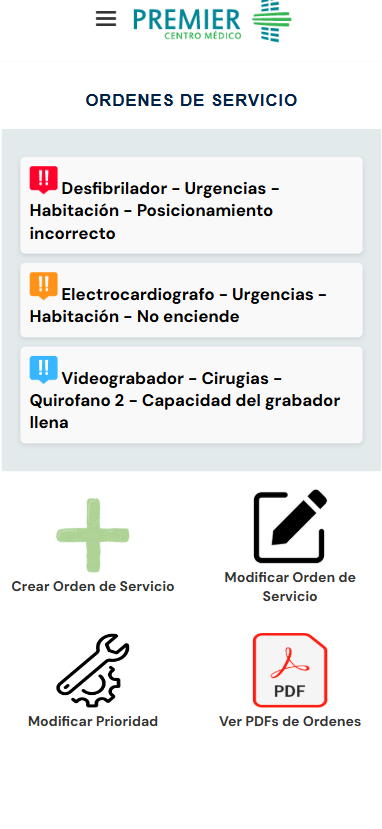 PREMIER
CENTRO MÉDICO
ORDENES DE SERVICIO
!! Desfibrilador - Urgencias -
Habitación - Posicionamiento
incorrecto
!! Electrocardiografo - Urgencias -
Habitación - No enciende
!! Videograbador - Cirugias -
Quirofano 2 - Capacidad del grabador
llena
Crear Orden de Servicio
Modificar Orden de
Servicio
Modificar Prioridad
PDF
Ver PDFs de Ordenes